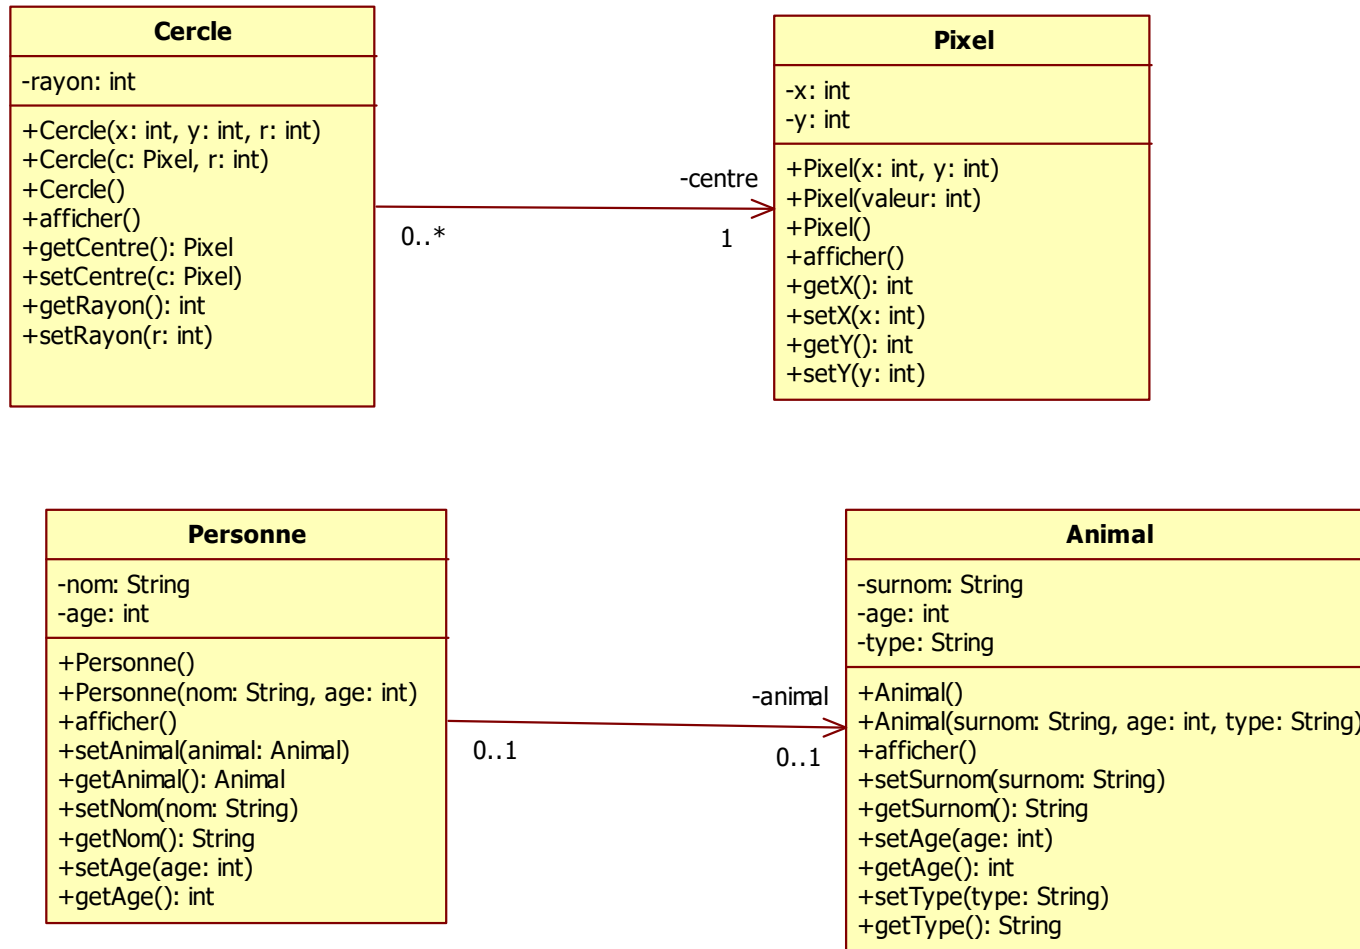 Cercle
-rayon: int
+Cercle(x: int, y: int, r: int)
+Cercle(c: Pixel, r: int)
+Cercle()
+afficher()
+getCentre(): Pixel
+setCentre(c: Pixel)
+getRayon(): int
+setRayon(r: int)
-centre
0..*
1
Pixel
-x: int
-y: int
+Pixel(x: int, y: int)
+Pixel(valeur: int)
+Pixel()
+afficher()
+getX(): int
+setX(x: int)
+getY(): int
+setY(y: int)
Personne
-nom: String
-age: int
+Personne()
+Personne(nom: String, age: int)
+afficher()
+setAnimal(animal: Animal)
+getAnimal(): Animal
+setNom(nom: String)
+getNom(): String
+setAge(age: int)
+getAge(): int
-animal
0..1
0..1
Animal
-surnom: String
-age: int
-type: String
+Animal()
+Animal(surnom: String, age: int, type: String)
+afficher()
+setSurnom(surnom: String)
+getSurnom(): String
+setAge(age: int)
+getAge(): int
+setType(type: String)
+getType(): String